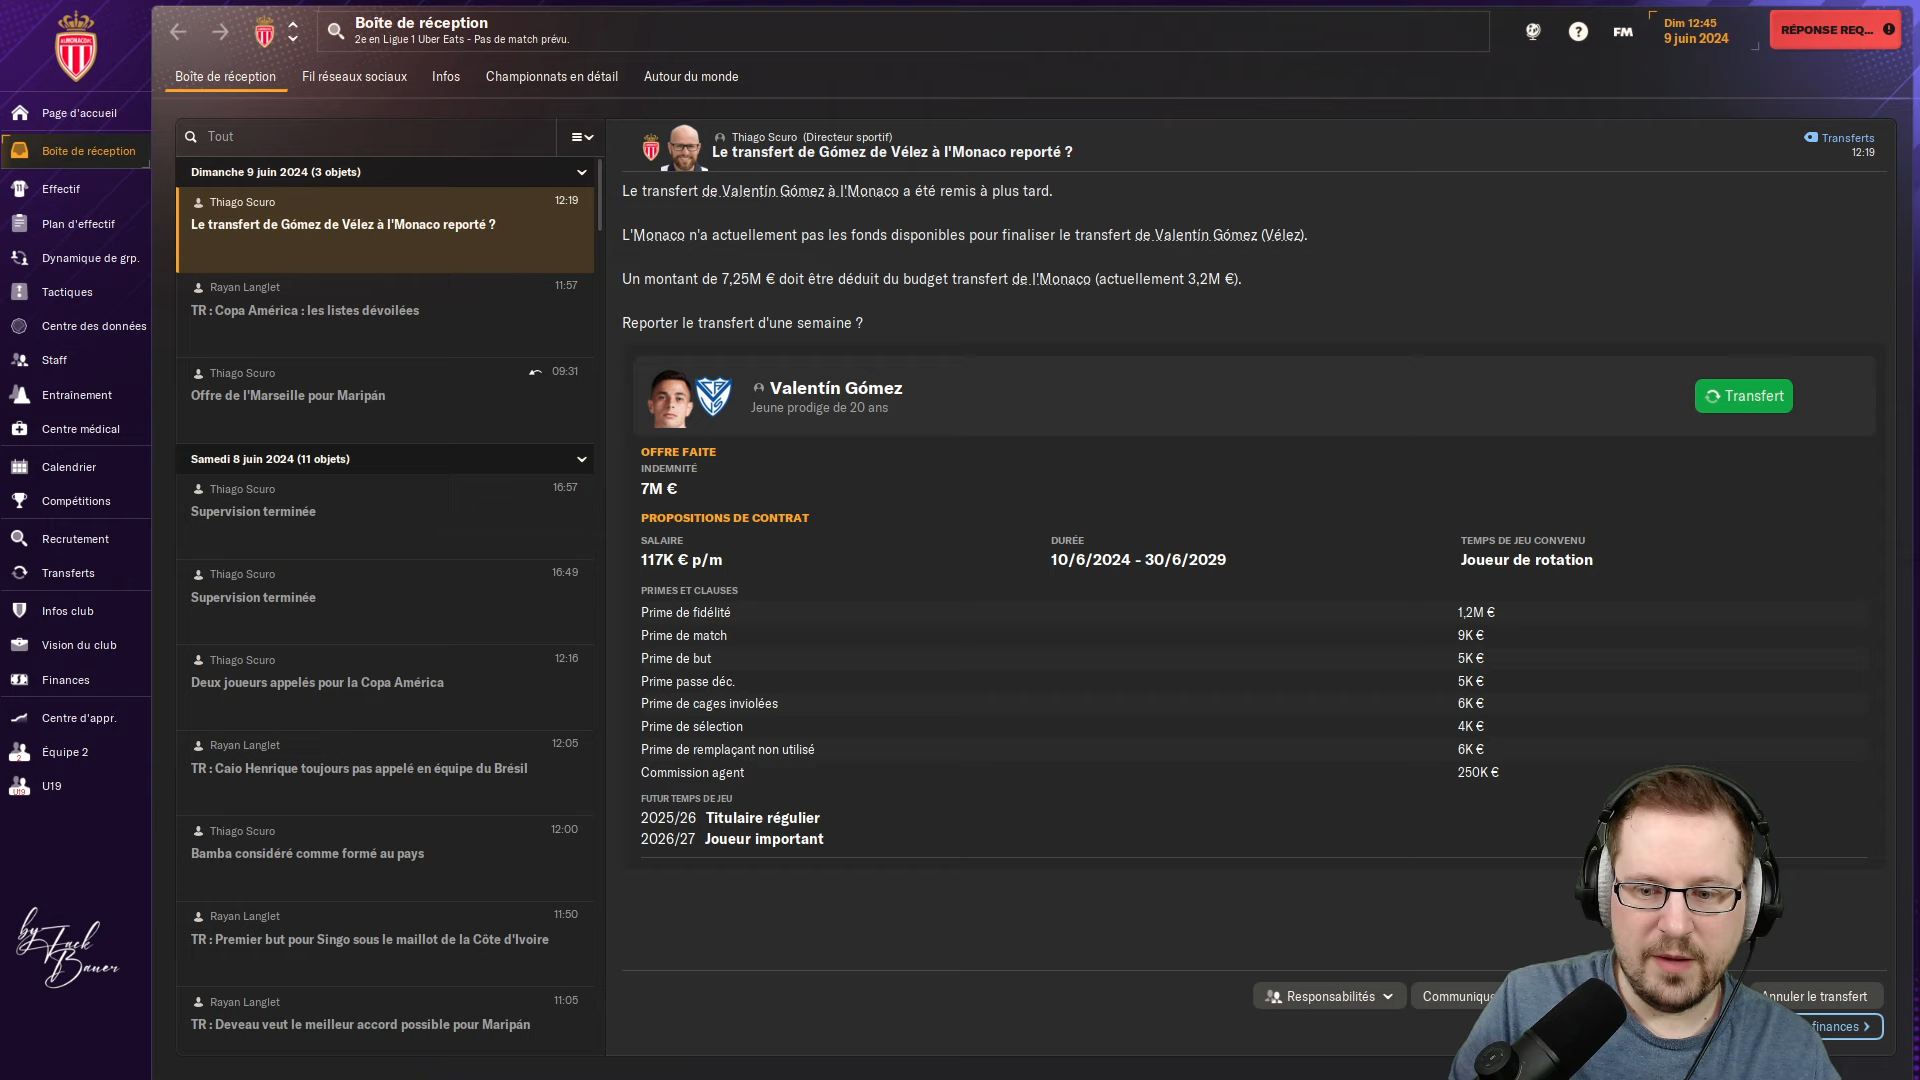 Boîte de réception
2e en Ligue 1 Uber Eats - Pas de match prévu.
FM
Dim 12:45
9 juin 2024
RÉPONSE REQ...
Boîte de réception
Fil réseaux sociaux
Infos
Championnats en détail
Autour du monde
Page d'accueil
Boîte de réception
Effectif
Plan d'effectif
Dynamique de grp.
Tactiques
Centre des données
Staff
Entraînement
Centre médical
Calendrier
Compétitions
Recrutement
Transferts
Infos club
Vision du club
Finances
Centre d'appr.
Équipe 2
U19
by Jack Bauer
Tout
Dimanche 9 juin 2024 (3 objets)
Thiago Scuro 12:19
Le transfert de Gómez de Vélez à l'Monaco reporté ?
Rayan Langlet 11:57
TR : Copa América : les listes dévoilées
Thiago Scuro 09:31
Offre de l'Marseille pour Maripán
Samedi 8 juin 2024 (11 objets)
Thiago Scuro 16:57
Supervision terminée
Thiago Scuro 16:49
Supervision terminée
Thiago Scuro 12:16
Deux joueurs appelés pour la Copa América
Rayan Langlet 12:05
TR : Caio Henrique toujours pas appelé en équipe du Brésil
Thiago Scuro 12:00
Bamba considéré comme formé au pays
Rayan Langlet 11:50
TR : Premier but pour Singo sous le maillot de la Côte d'Ivoire
Rayan Langlet 11:05
TR : Deveau veut le meilleur accord possible pour Maripán
Thiago Scuro (Directeur sportif)
Le transfert de Gómez de Vélez à l'Monaco reporté ?
Transferts
12:19
Le transfert de Valentín Gómez à l'Monaco a été remis à plus tard.
L'Monaco n'a actuellement pas les fonds disponibles pour finaliser le transfert de Valentín Gómez (Vélez).
Un montant de 7,25M € doit être déduit du budget transfert de l'Monaco (actuellement 3,2M €).
Reporter le transfert d'une semaine ?
Valentín Gómez
Jeune prodige de 20 ans
Transfert
OFFRE FAITE
INDEMNITÉ
7M €
PROPOSITIONS DE CONTRAT
SALAIRE DURÉE TEMPS DE JEU CONVENU
117K € p/m 10/6/2024 - 30/6/2029 Joueur de rotation
PRIMES ET CLAUSES
Prime de fidélité 1,2M €
Prime de match 9K €
Prime de but 5K €
Prime passe déc. 5K €
Prime de cages inviolées 6K €
Prime de sélection 4K €
Prime de remplaçant non utilisé 6K €
Commission agent 250K €
FUTUR TEMPS DE JEU
2025/26 Titulaire régulier
2026/27 Joueur important
Responsabilités
Communique
Annuler le transfert
finances